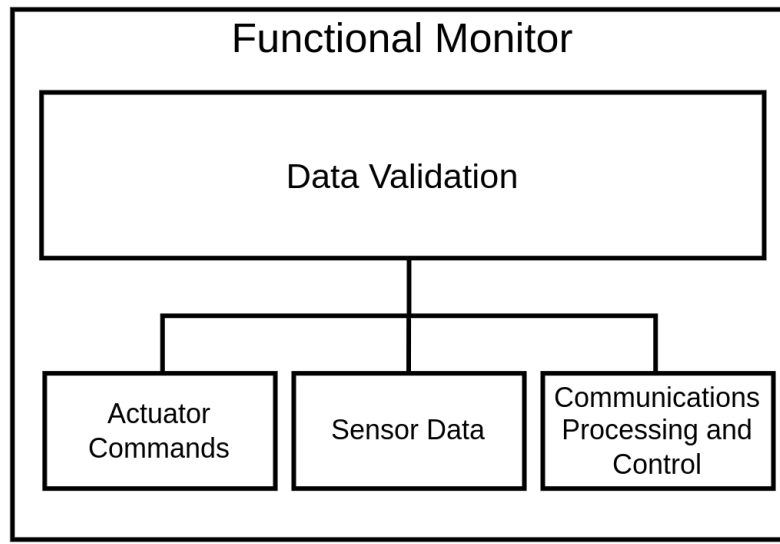 Functional Monitor
Data Validation
Actuator
Commands
Sensor Data
Communications
Processing and
Control